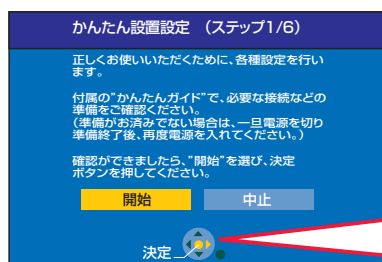 かんたん設置設定 （ステップ1/6）
正しくお使いいただくために、各種設定を行い
ます。
付属の"かんたんガイド"で、必要な接続などの
準備をご確認ください。
（準備がお済みでない場合は、一旦電源を切り
準備終了後、再度電源を入れてください。）
確認ができましたら、"開始"を選び、決定
ボタンを押してください。
開始 中止
決定